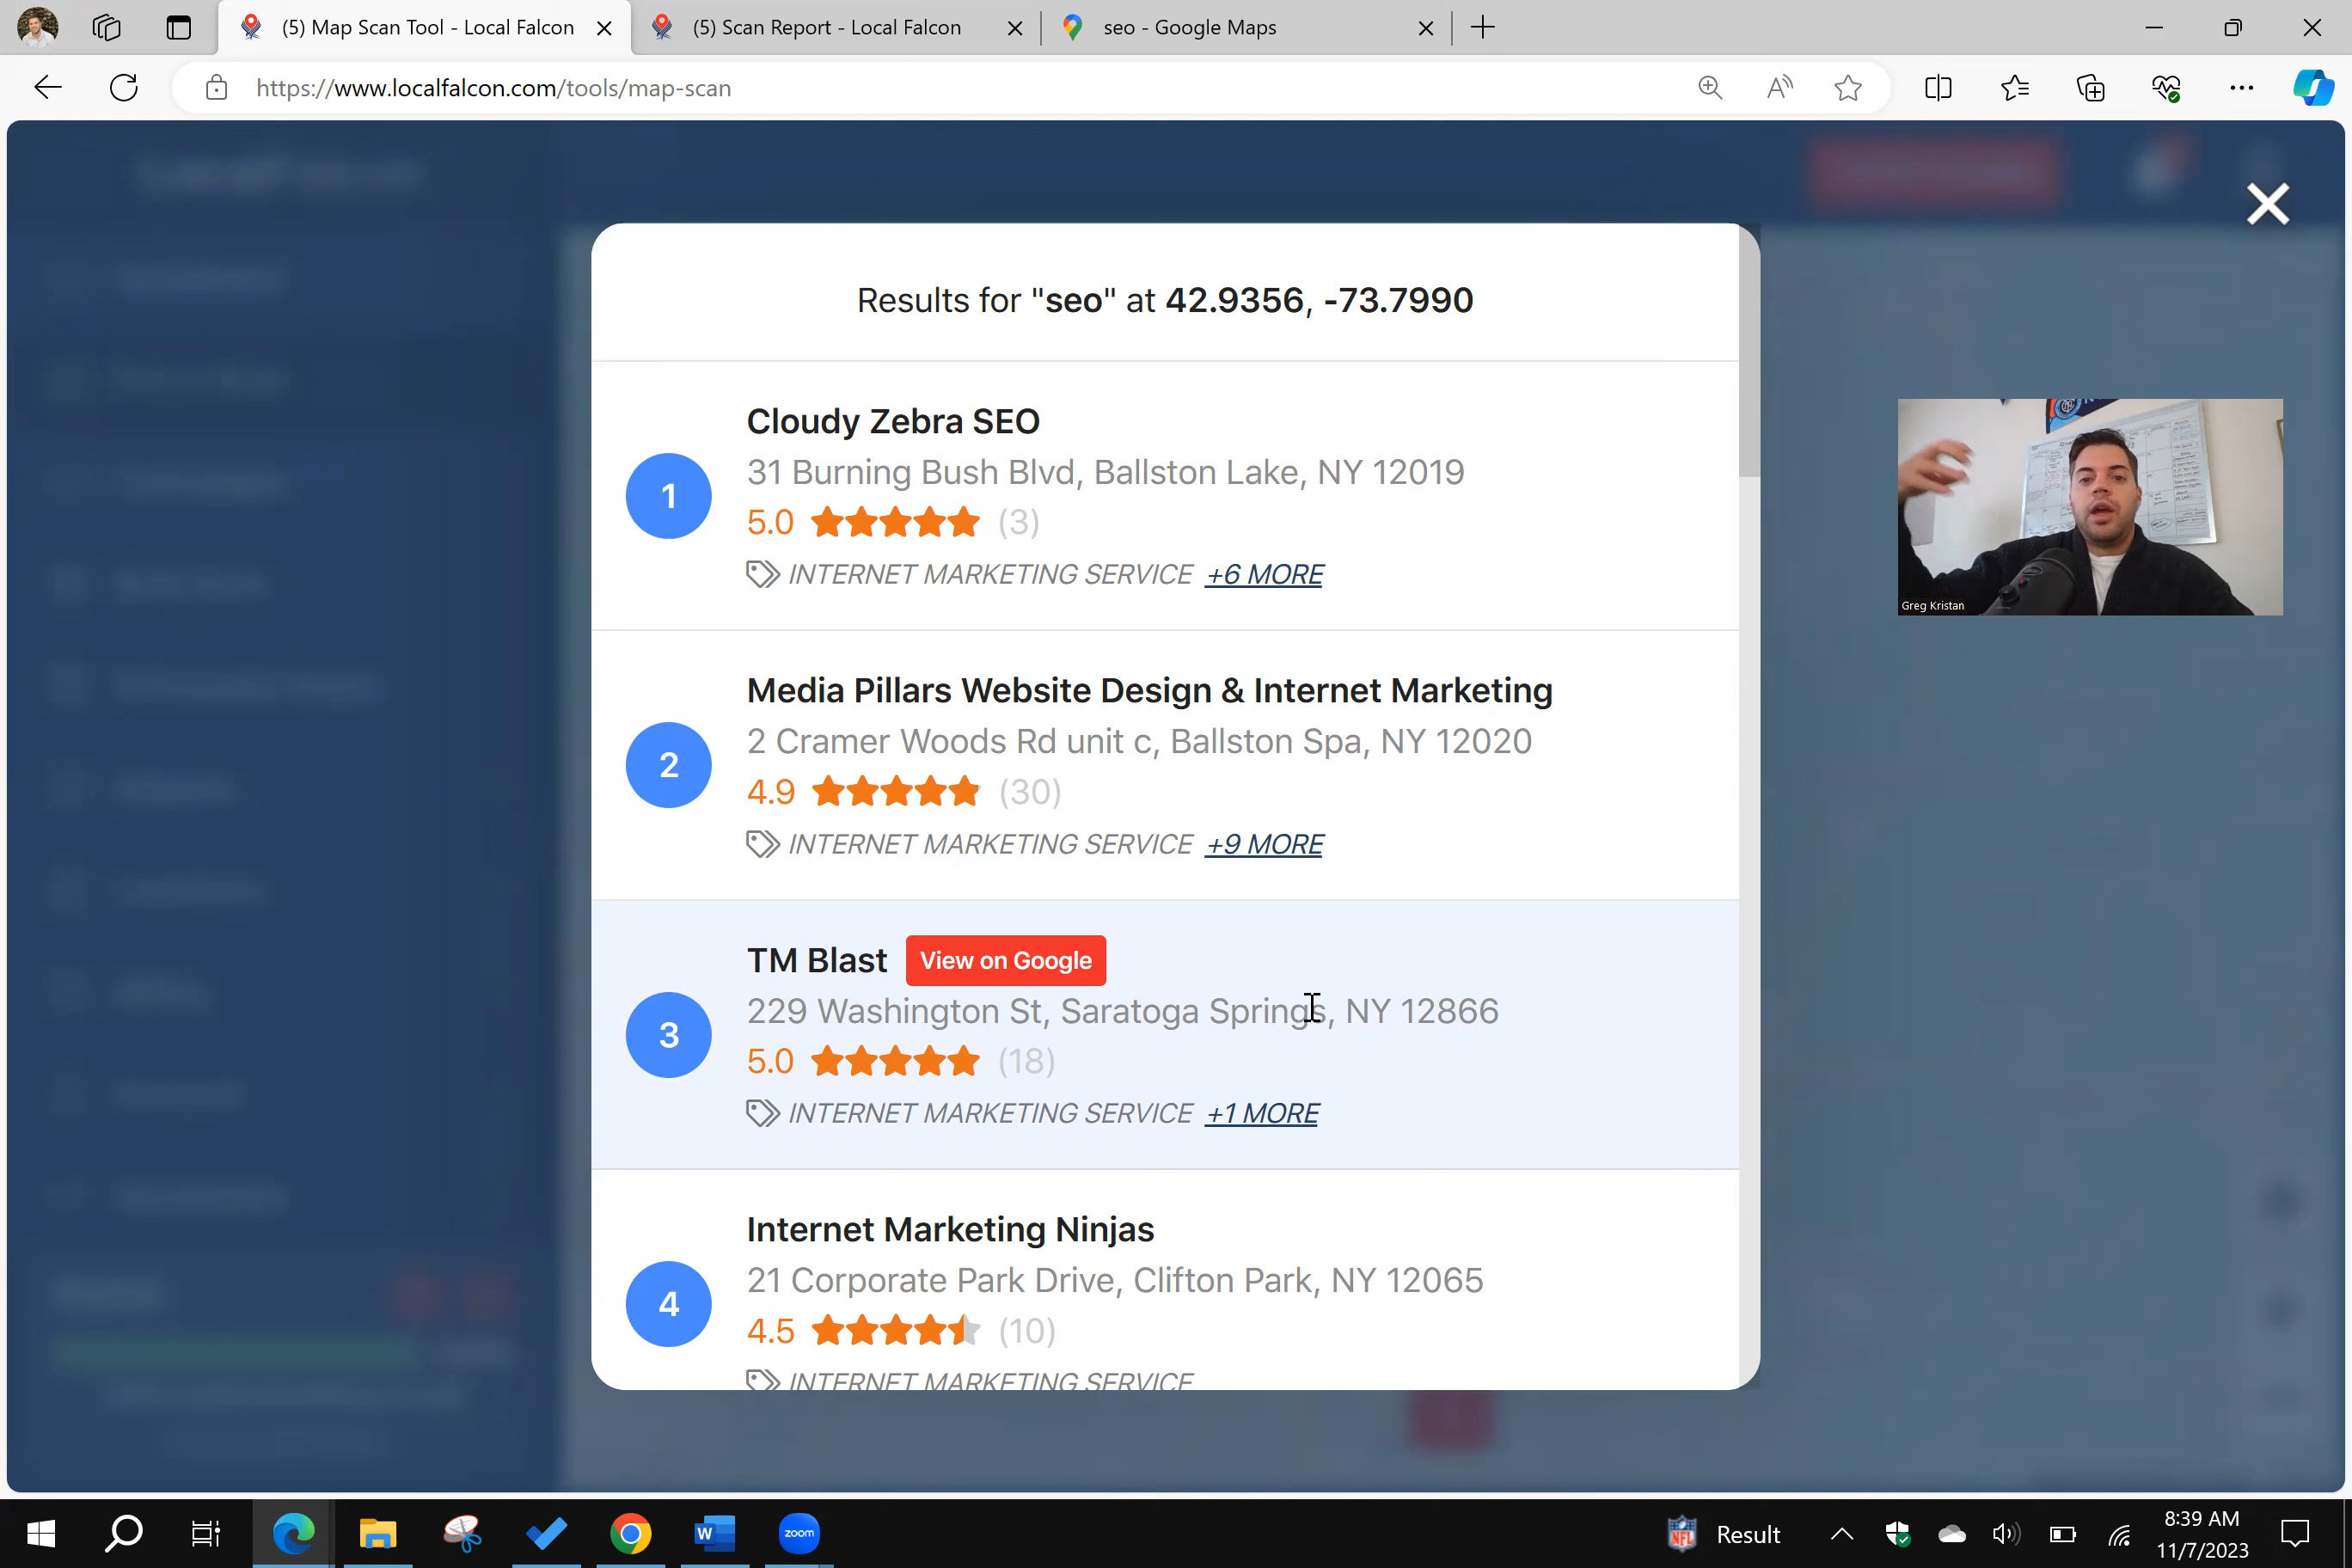 (5) Map Scan Tool - Local Falcon
(5) Scan Report - Local Falcon
seo - Google Maps
https://www.localfalcon.com/tools/map-scan
Results for "seo" at 42.9356, -73.7990
1
Cloudy Zebra SEO
31 Burning Bush Blvd, Ballston Lake, NY 12019
5.0 (3)
INTERNET MARKETING SERVICE +6 MORE
Greg Kristan
2
Media Pillars Website Design & Internet Marketing
2 Cramer Woods Rd unit c, Ballston Spa, NY 12020
4.9 (30)
INTERNET MARKETING SERVICE +9 MORE
3
TM Blast View on Google
229 Washington St, Saratoga Springs, NY 12866
5.0 (18)
INTERNET MARKETING SERVICE +1 MORE
4
Internet Marketing Ninjas
21 Corporate Park Drive, Clifton Park, NY 12065
4.5 (10)
INTERNET MARKETING SERVICE
W
zoom
NFL
Result
8:39 AM
11/7/2023